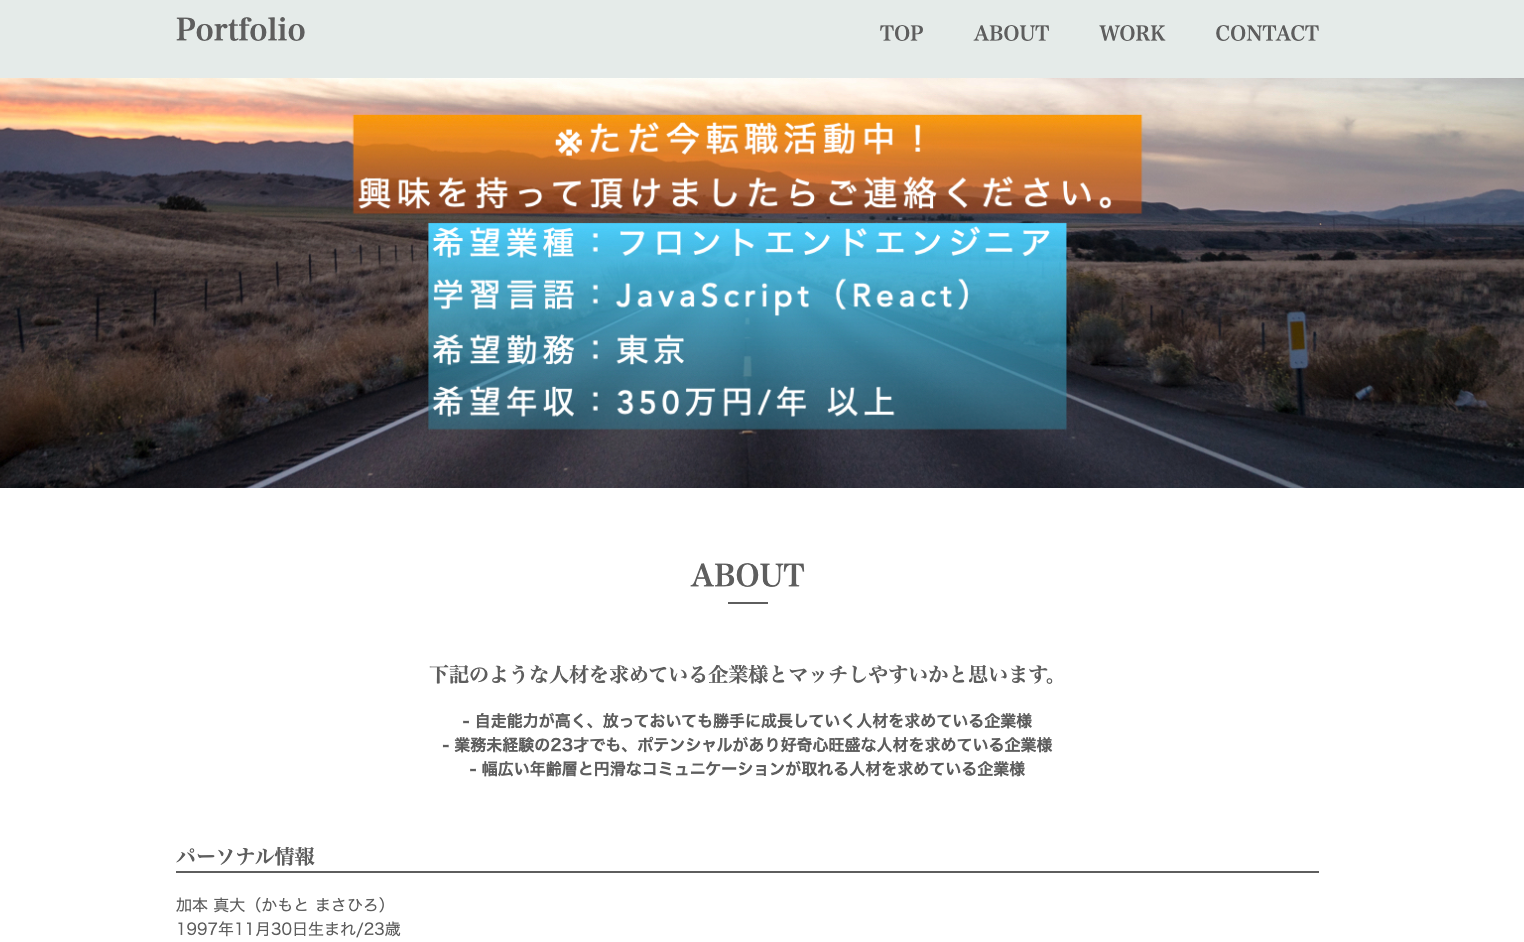 Portfolio
TOP ABOUT WORK CONTACT
※ただ今転職活動中！
興味を持って頂けましたらご連絡ください。
希望業種：フロントエンドエンジニア
学習言語：JavaScript（React）
希望勤務：東京
希望年収：350万円/年 以上
ABOUT
下記のような人材を求めている企業様とマッチしやすいかと思います。
- 自走能力が高く、放っておいても勝手に成長していく人材を求めている企業様
- 業務未経験の23才でも、ポテンシャルがあり好奇心旺盛な人材を求めている企業様
- 幅広い年齢層と円滑なコミュニケーションが取れる人材を求めている企業様
パーソナル情報
加本 真大（かもと まさひろ）
1997年11月30日生まれ/23歳